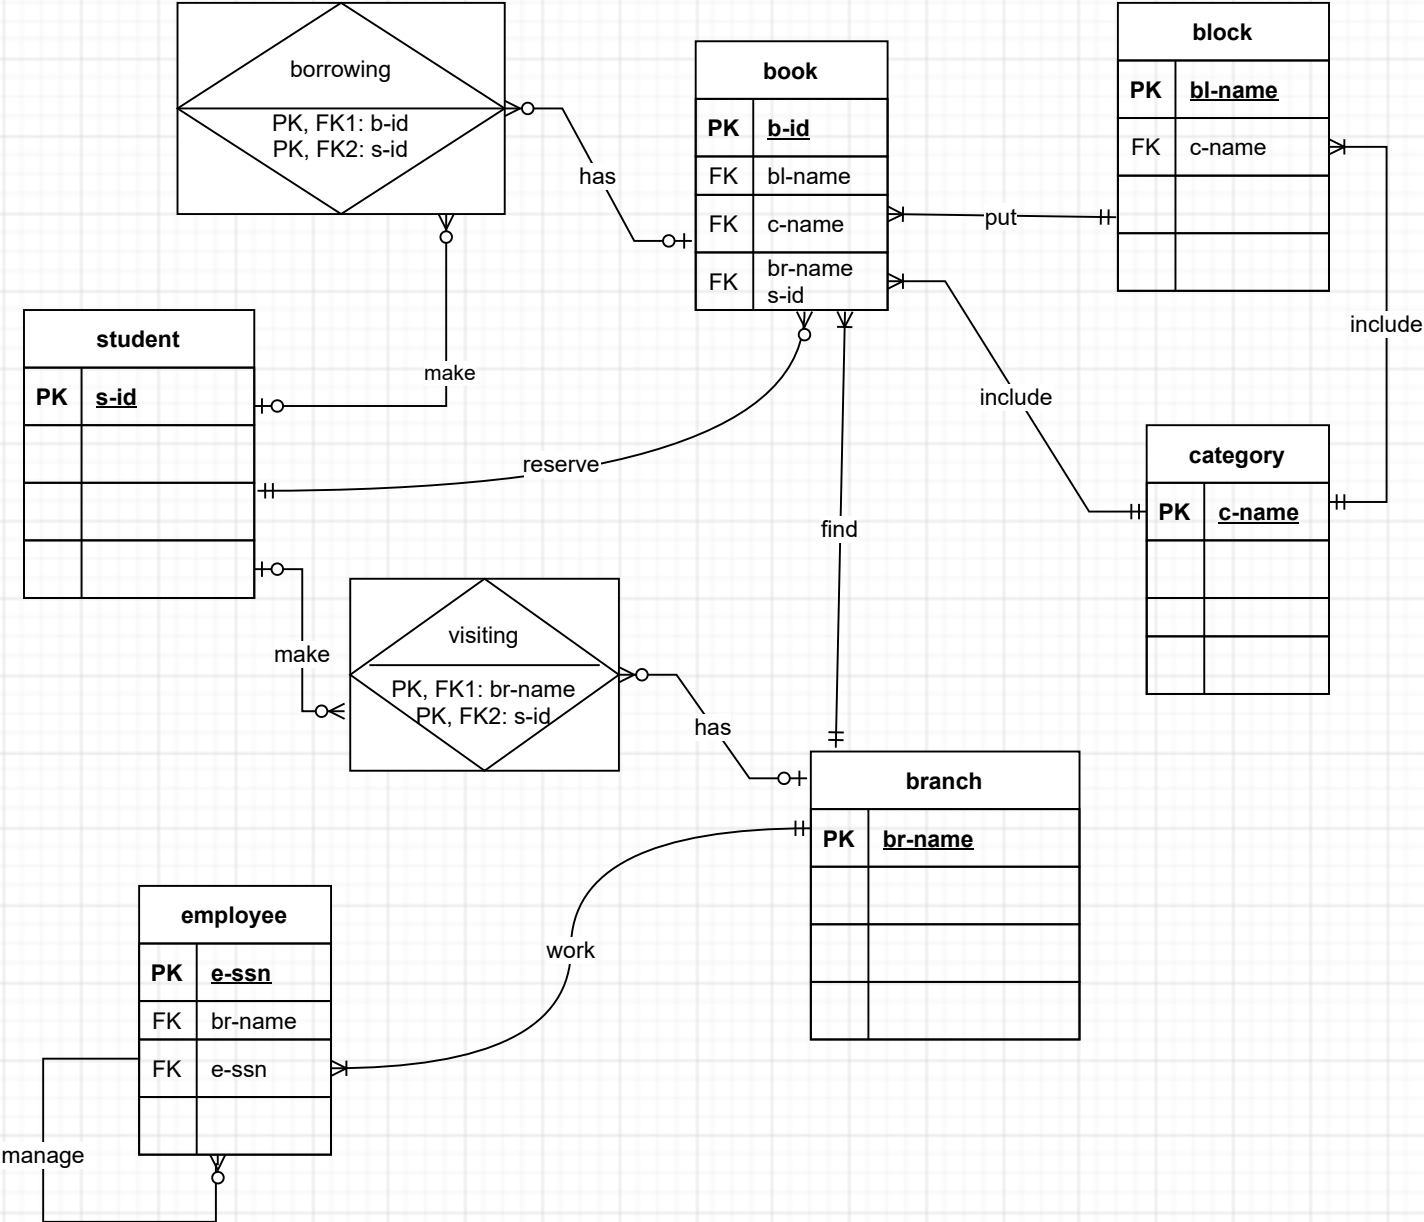 borrowing
PK, FK1: b-id
PK, FK2: s-id
has
make
book
PK b-id
FK bl-name
FK c-name
FK br-name
s-id
block
PK bl-name
FK c-name
put
include
include
student
PK s-id
reserve
find
category
PK c-name
make
visiting
PK, FK1: br-name
PK, FK2: s-id
has
branch
PK br-name
work
employee
PK e-ssn
FK br-name
FK e-ssn
manage